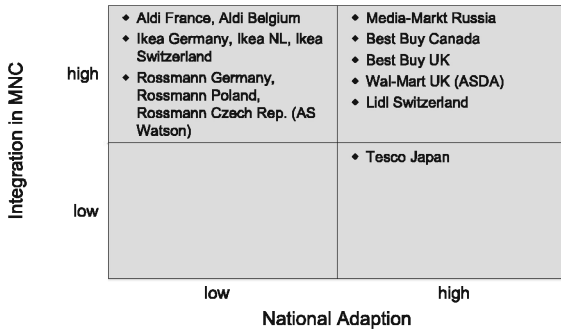 Integration in MNC
high
◆ Aldi France, Aldi Belgium
◆ Ikea Germany, Ikea NL, Ikea
Switzerland
◆ Rossmann Germany,
Rossmann Poland,
Rossmann Czech Rep. (AS
Watson)
◆ Media-Markt Russia
◆ Best Buy Canada
◆ Best Buy UK
◆ Wal-Mart UK (ASDA)
◆ Lidl Switzerland
low
◆ Tesco Japan
low
high
National Adaption